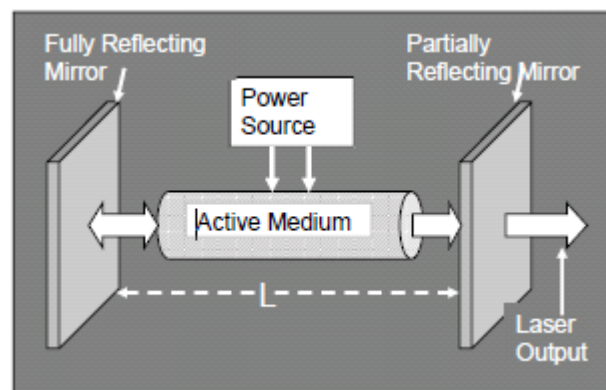 Fully Reflecting
Mirror
Partially
Reflecting Mirror
Power
Source
Active Medium
L
Laser
Output